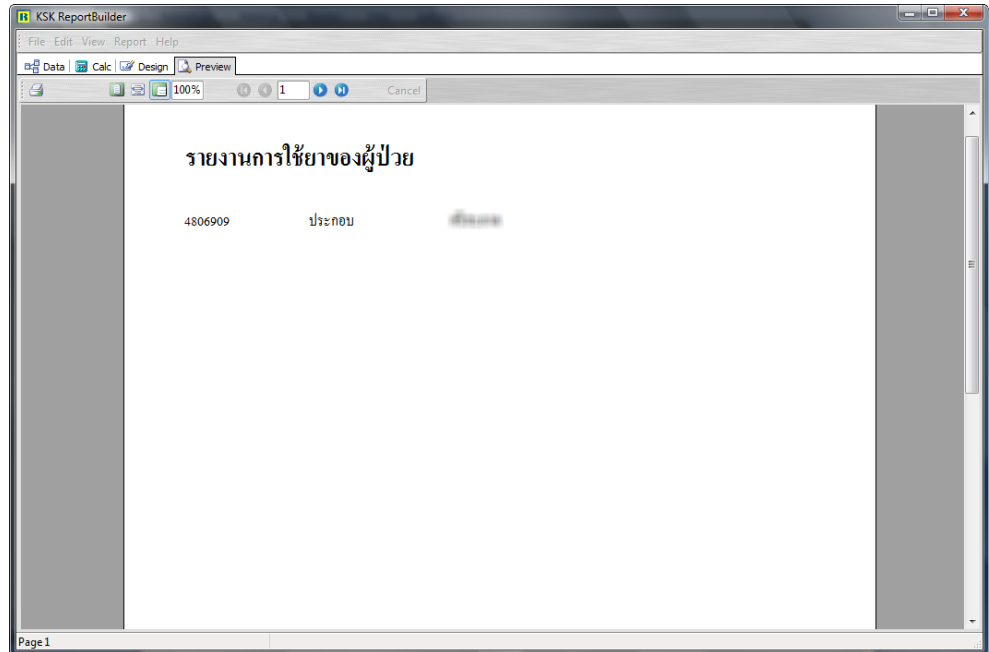 KSK ReportBuilder
File Edit View Report Help
Data Calc Design Preview
100% 1 Cancel
รายงานการใช้ยาของผู้ป่วย
4806909 ประกอบ
Page 1